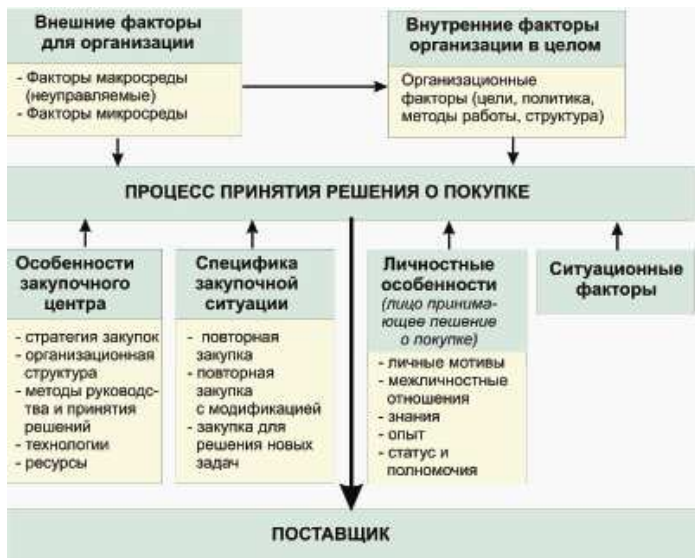 Внешние факторы
для организации
- Факторы макросреды
(неуправляемые)
- Факторы микросреды
Внутренние факторы
организации в целом
Организационные
факторы (цели, политика,
методы работы, структура)
ПРОЦЕСС ПРИНЯТИЯ РЕШЕНИЯ О ПОКУПКЕ
Особенности
закупочного
центра
- стратегия закупок
- организационная
структура
- методы руководс-
тва и принятия
решений
- технологии
- ресурсы
Специфика
закупочной
ситуации
- повторная
закупка
- повторная
закупка
с модификацией
- закупка для
решения новых
задач
Личностные
особенности
(лицо принима-
ющее пешение
о покупке)
- личные мотивы
- межличностные
отношения
- знания
- опыт
- статус и
полномочия
Ситуационные
факторы
ПОСТАВЩИК